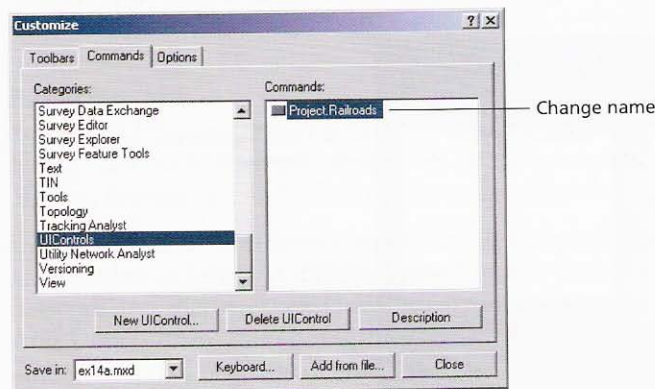 Customize
Toolbars Commands Options
Categories:
Survey Data Exchange
Survey Editor
Survey Explorer
Survey Feature Tools
Text
TIN
Tools
Topology
Tracking Analyst
UIControls
Utility Network Analyst
Versioning
View
Commands:
Project.Railroads
Change name
New UIControl...
Delete UIControl
Description
Save in: ex14a.mxd
Keyboard...
Add from file...
Close